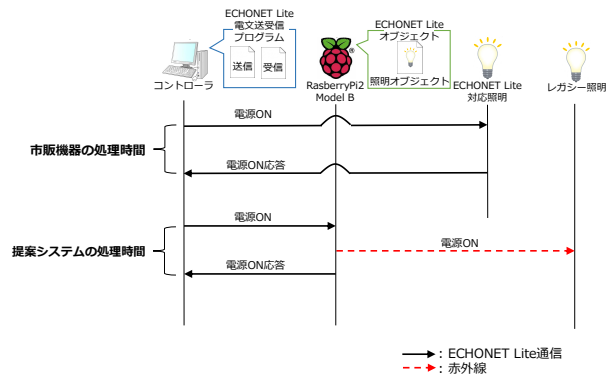 ECHONET Lite
電文送受信
プログラム
送信
受信
コントローラ
RasberryPi2
Model B
ECHONET Lite
オブジェクト
照明オブジェクト
ECHONET Lite
対応照明
レガシー照明
電源ON
市販機器の処理時間
電源ON応答
電源ON
提案システムの処理時間
電源ON
電源ON応答
: ECHONET Lite通信
: 赤外線